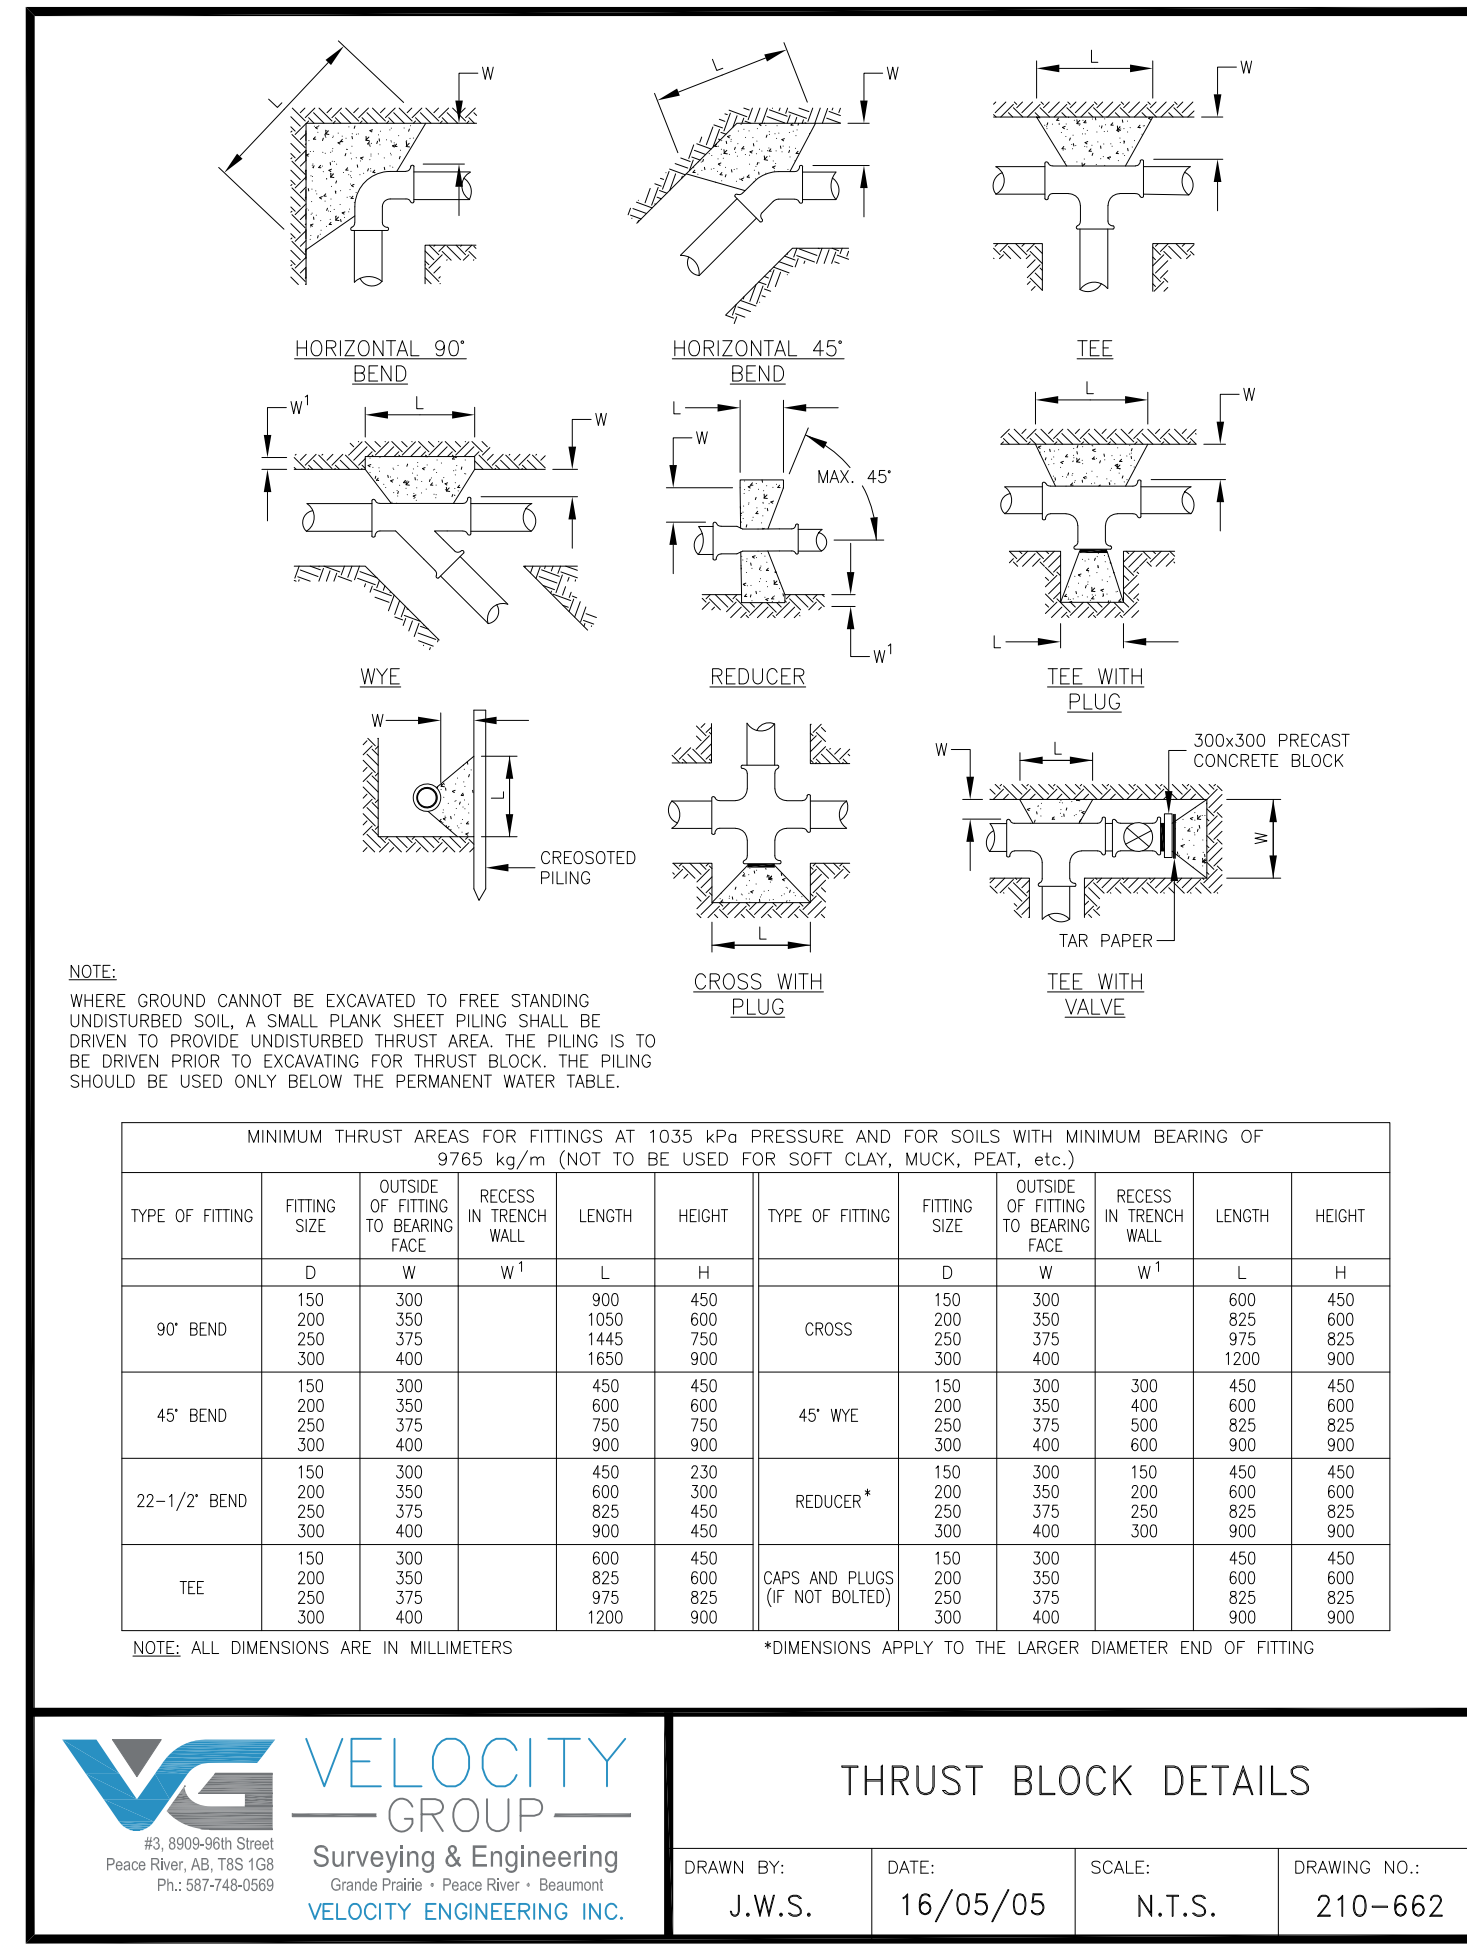 L
W
HORIZONTAL 90°
BEND
L
W
HORIZONTAL 45°
BEND
L
W
TEE
W1
L
W
WYE
L
W
MAX. 45°
W1
REDUCER
L
W
L
TEE WITH
PLUG
W
L
CREOSOTED
PILING
L
CROSS WITH
PLUG
W
L
300x300 PRECAST
CONCRETE BLOCK
W
TAR PAPER
TEE WITH
VALVE
NOTE:
WHERE GROUND CANNOT BE EXCAVATED TO FREE STANDING
UNDISTURBED SOIL, A SMALL PLANK SHEET PILING SHALL BE
DRIVEN TO PROVIDE UNDISTURBED THRUST AREA. THE PILING IS TO
BE DRIVEN PRIOR TO EXCAVATING FOR THRUST BLOCK. THE PILING
SHOULD BE USED ONLY BELOW THE PERMANENT WATER TABLE.
MINIMUM THRUST AREAS FOR FITTINGS AT 1035 kPa PRESSURE AND FOR SOILS WITH MINIMUM BEARING OF
9765 kg/m (NOT TO BE USED FOR SOFT CLAY, MUCK, PEAT, etc.)
TYPE OF FITTING FITTING SIZE OUTSIDE OF FITTING TO BEARING FACE RECESS IN TRENCH WALL LENGTH HEIGHT TYPE OF FITTING FITTING SIZE OUTSIDE OF FITTING TO BEARING FACE RECESS IN TRENCH WALL LENGTH HEIGHT
D W W1 L H D W W1 L H
90° BEND CROSS
150 300 900 450 150 300 600 450
200 350 1050 600 200 350 825 600
250 375 1445 750 250 375 975 825
300 400 1650 900 300 400 1200 900
45° BEND 45° WYE
150 300 450 450 150 300 300 450 450
200 350 600 600 200 350 400 600 600
250 375 750 750 250 375 500 825 825
300 400 900 900 300 400 600 900 900
22-1/2° BEND REDUCER*
150 300 450 230 150 300 150 450 450
200 350 600 300 200 350 200 600 600
250 375 825 450 250 375 250 825 825
300 400 900 450 300 400 300 900 900
TEE CAPS AND PLUGS (IF NOT BOLTED)
150 300 600 450 150 300 450 450
200 350 825 600 200 350 600 600
250 375 975 825 250 375 825 825
300 400 1200 900 300 400 900 900
NOTE: ALL DIMENSIONS ARE IN MILLIMETERS
*DIMENSIONS APPLY TO THE LARGER DIAMETER END OF FITTING
VG
#3, 8909-96th Street
Peace River, AB, T8S 1G8
Ph.: 587-748-0569
VELOCITY
GROUP
Surveying & Engineering
Grande Prairie • Peace River • Beaumont
VELOCITY ENGINEERING INC.
THRUST BLOCK DETAILS
DRAWN BY:
J.W.S.
DATE:
16/05/05
SCALE:
N.T.S.
DRAWING NO.:
210-662